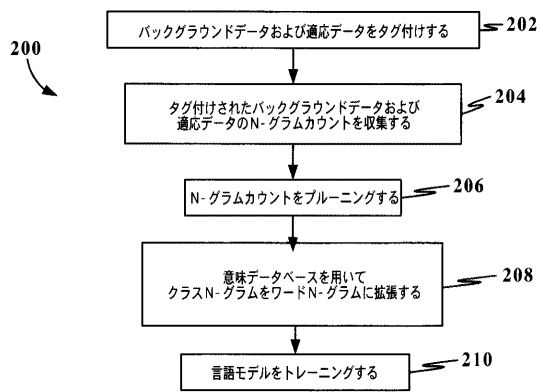 200
バックグラウンドデータおよび適応データをタグ付けする
202
タグ付けされたバックグラウンドデータおよび
適応データのN-グラムカウントを収集する
204
N-グラムカウントをプルーニングする
206
意味データベースを用いて
クラスN-グラムをワードN-グラムに拡張する
208
言語モデルをトレーニングする
210